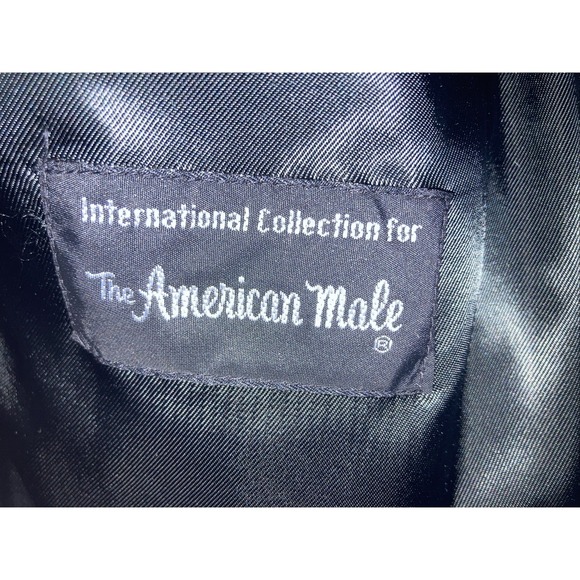 International Collection for
The American Male
®